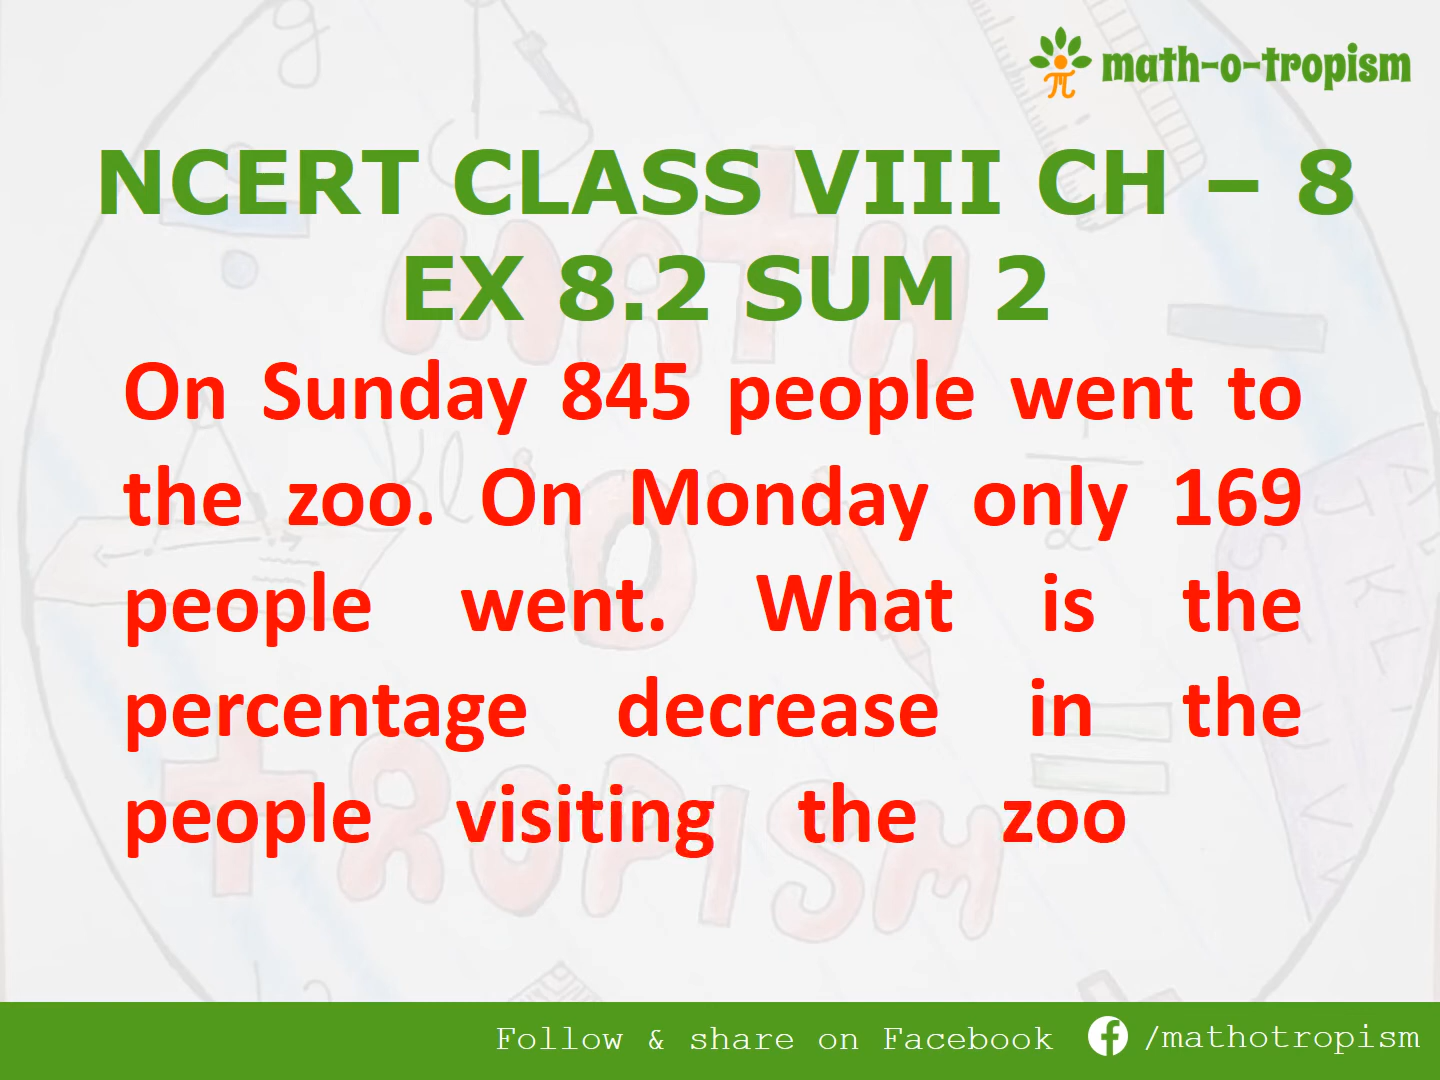 math-o-tropism
NCERT CLASS VIII CH – 8
EX 8.2 SUM 2
On Sunday 845 people went to
the zoo. On Monday only 169
people went. What is the
percentage decrease in the
people visiting the zoo
MATH
O
TROPISM
Follow & share on Facebook /mathotropism